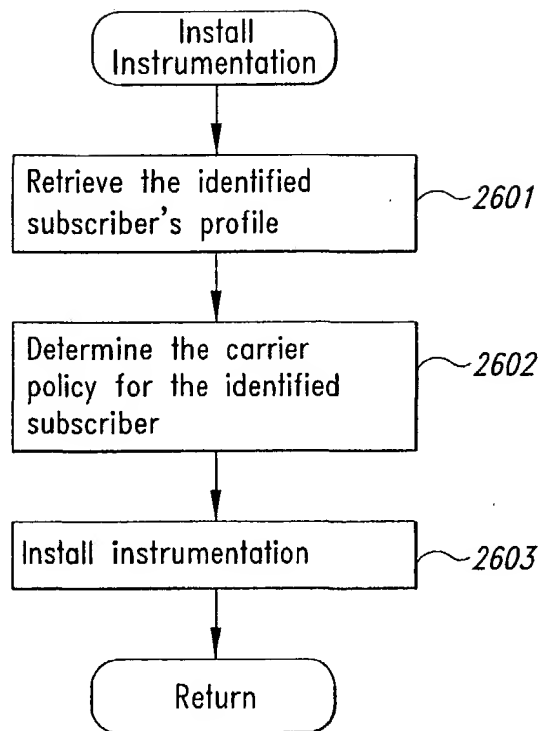 Install
Instrumentation
Retrieve the identified
subscriber's profile
2601
Determine the carrier
policy for the identified
subscriber
2602
Install instrumentation
2603
Return